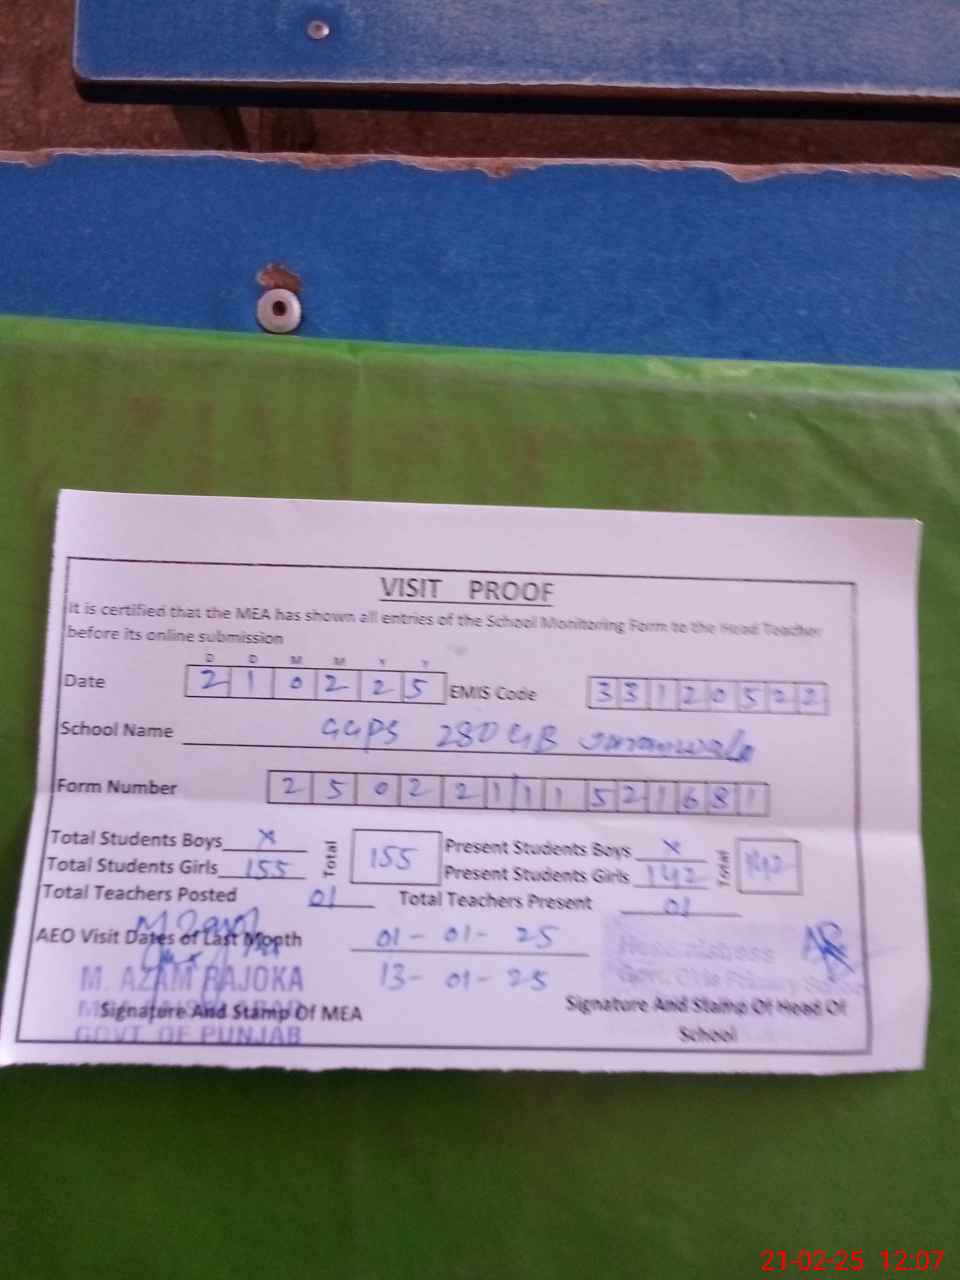 VISIT PROOF
It is certified that the MEA has shown all entries of the School Monitoring Form to the Head Teacher
before its online submission
D D M M Y Y
Date 2 1 0 2 2 5 EMIS Code 3 3 1 2 0 5 2 2
School Name GGPS 280 GB Jaranwala
Form Number 2 5 0 2 2 1 1 1 5 2 1 6 8 1
Total Students Boys x Total 155 Present Students Boys x Total 142
Total Students Girls 155 Present Students Girls 142
Total Teachers Posted 01 Total Teachers Present 01
AEO Visit Dates of Last Month 01-01-25
13-01-25
Headmistress
Govt. Girls Primary School
M. AZAM RAJOKA
Signature And Stamp Of MEA
GOVT OF PUNJAB
Signature And Stamp Of Head Of
School
21-02-25 12:07